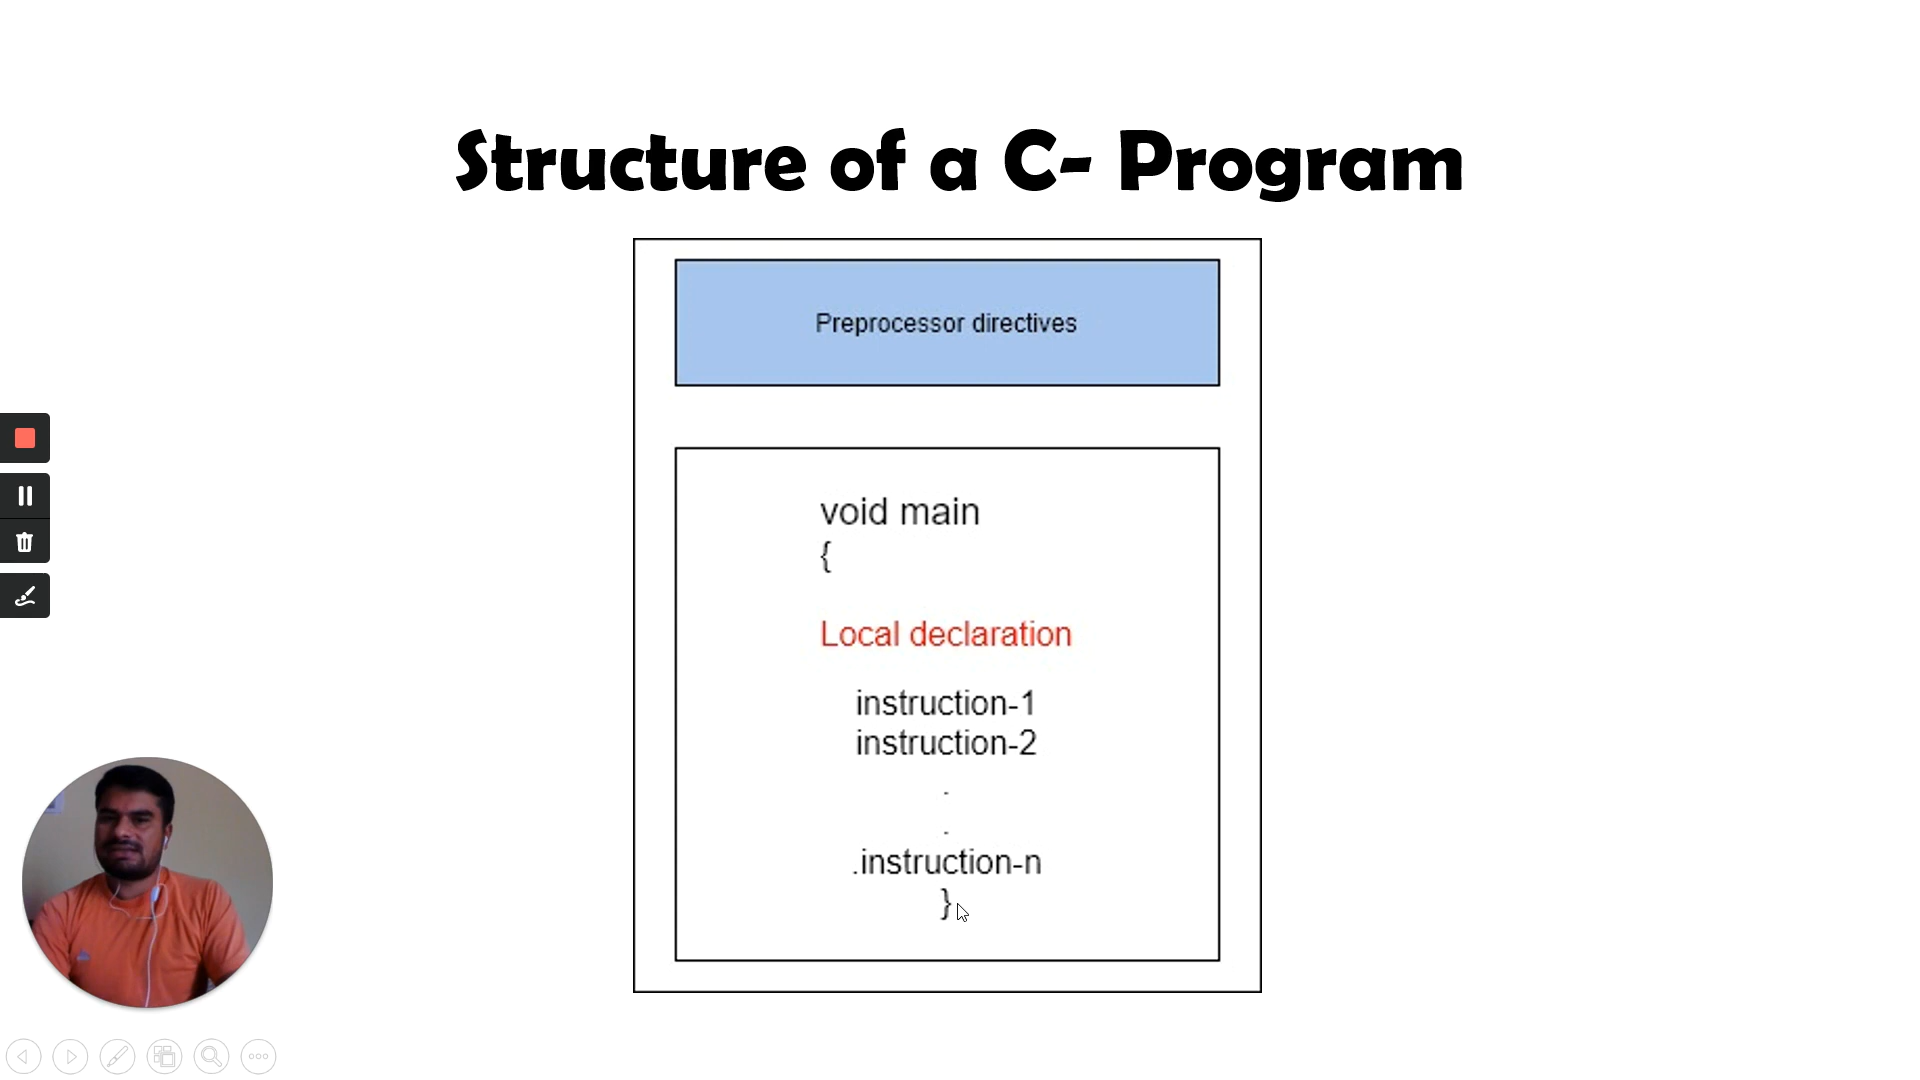 Structure of a C- Program
Preprocessor directives
void main
{
Local declaration
instruction-1
instruction-2
.
.
.instruction-n
}